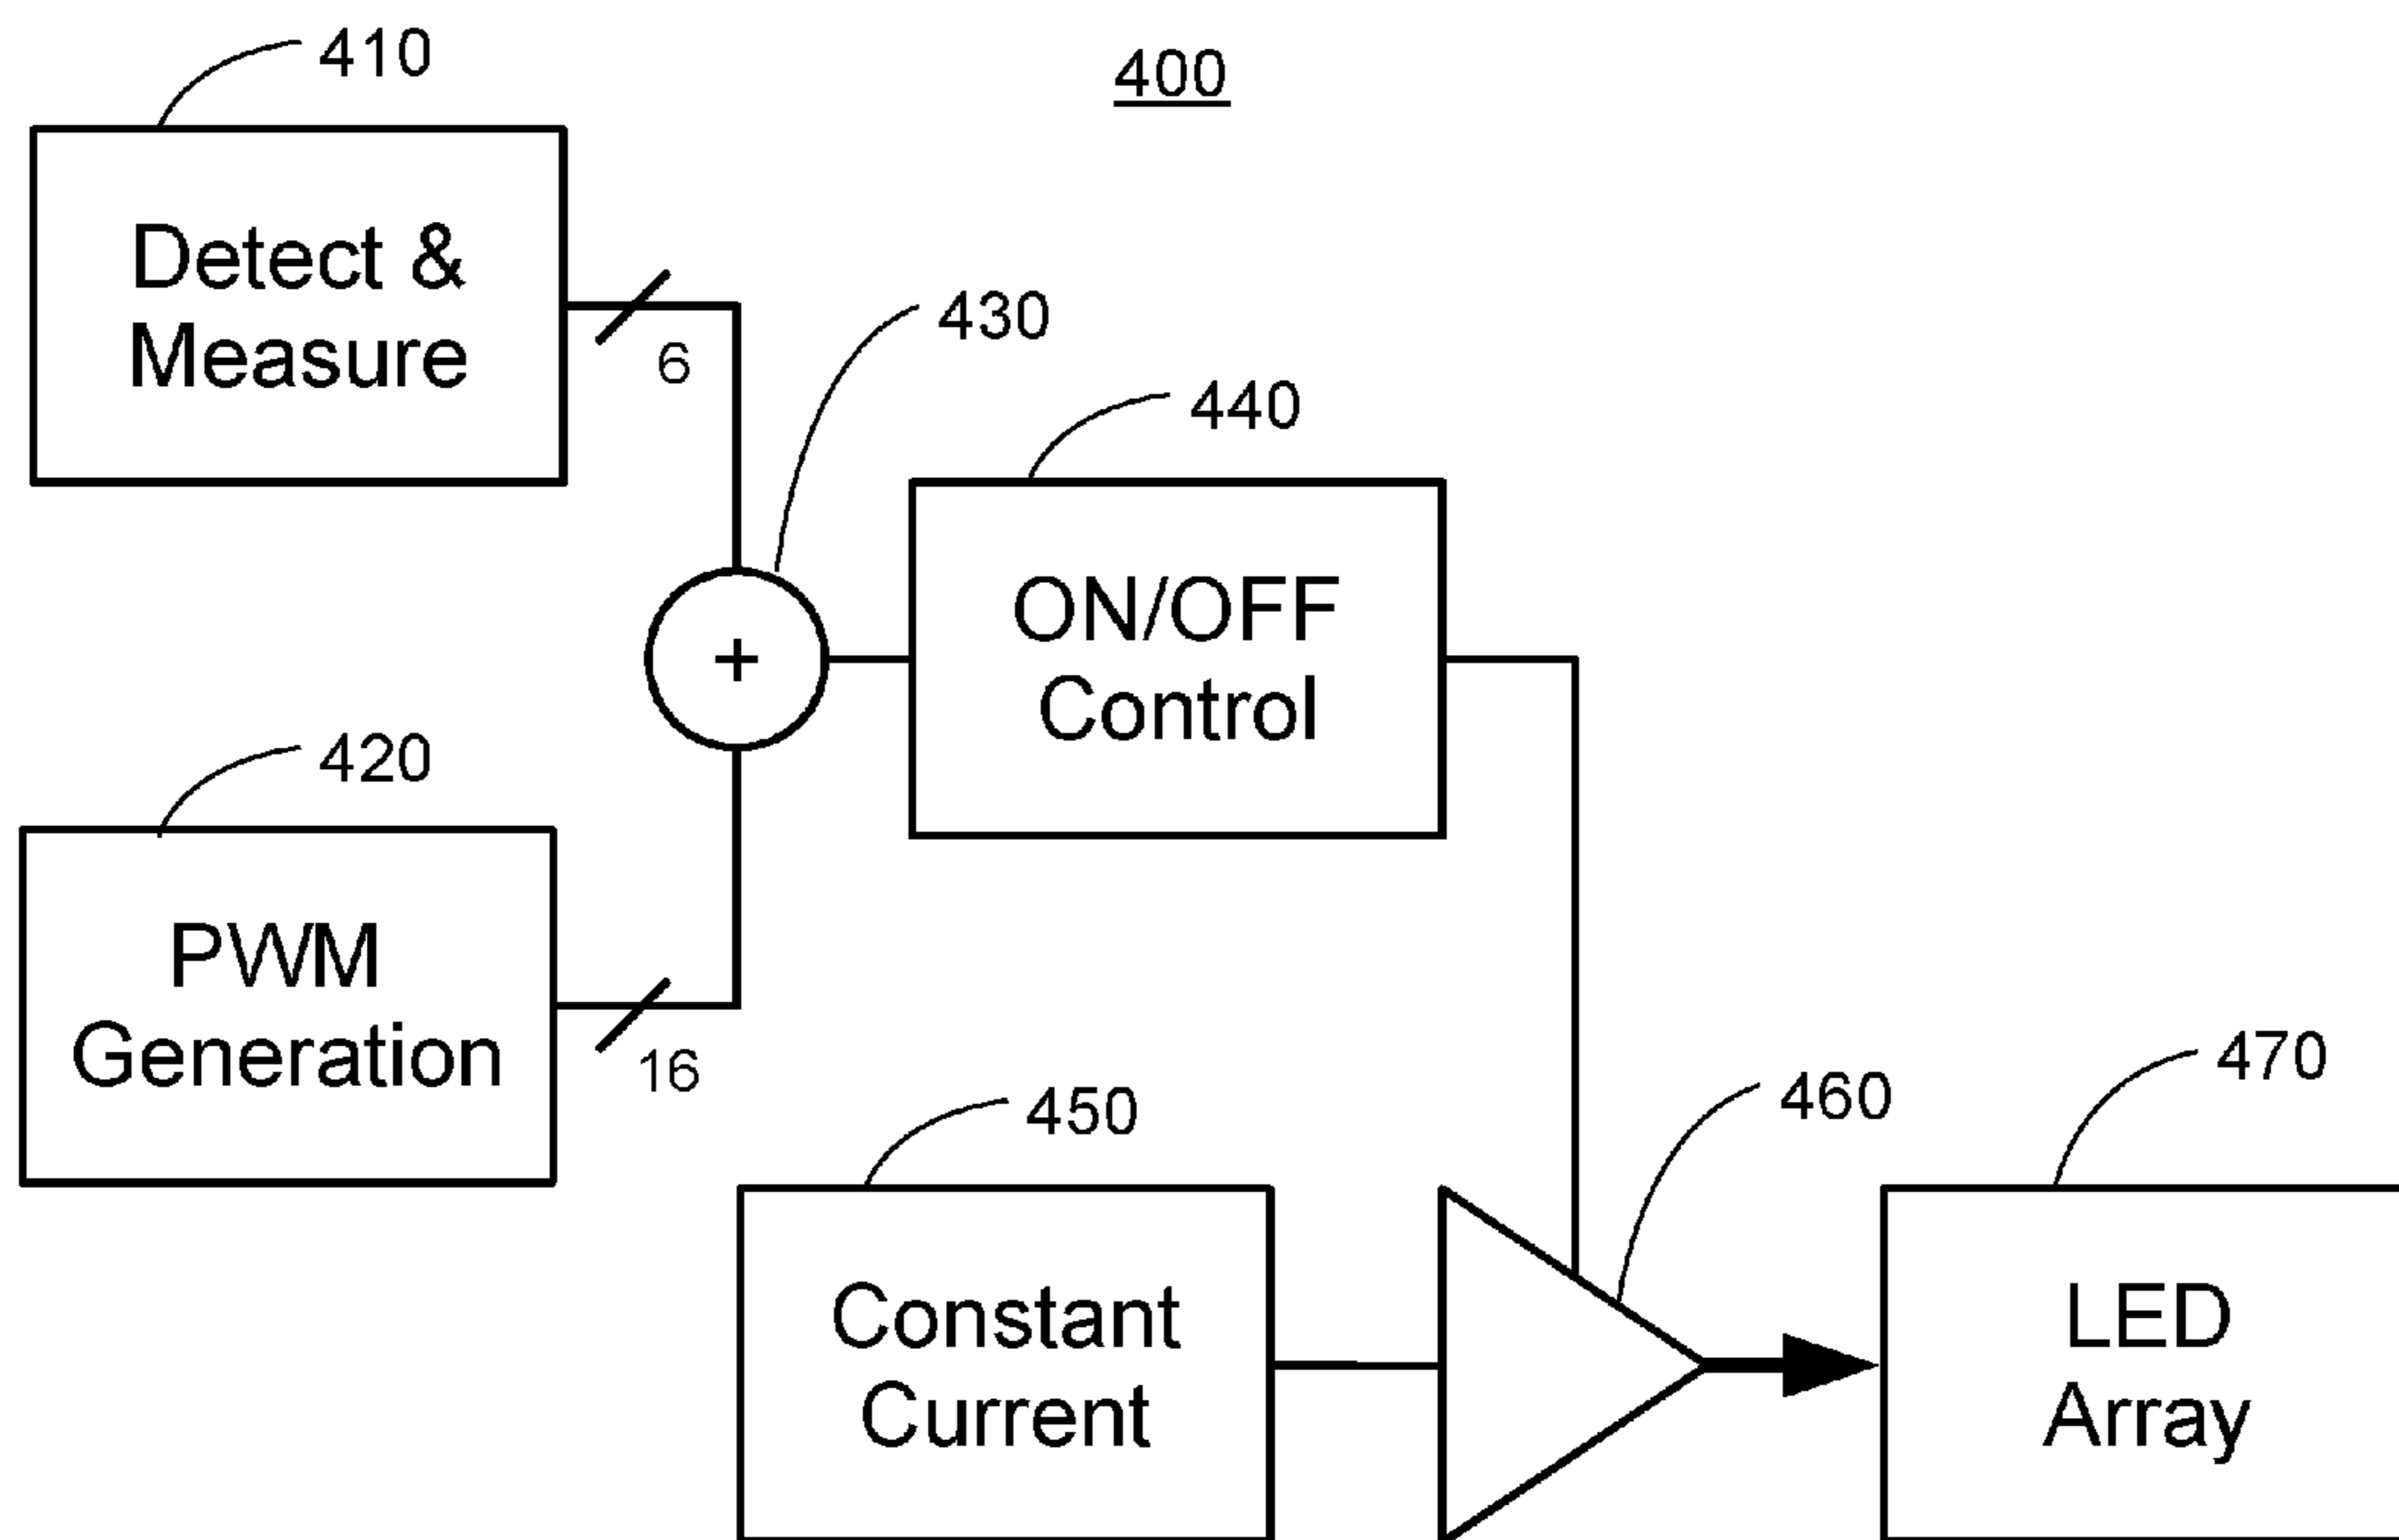 410
400
Detect &
Measure
6
430
440
ON/OFF
Control
+
420
PWM
Generation
16
450
460
470
Constant
Current
LED
Array